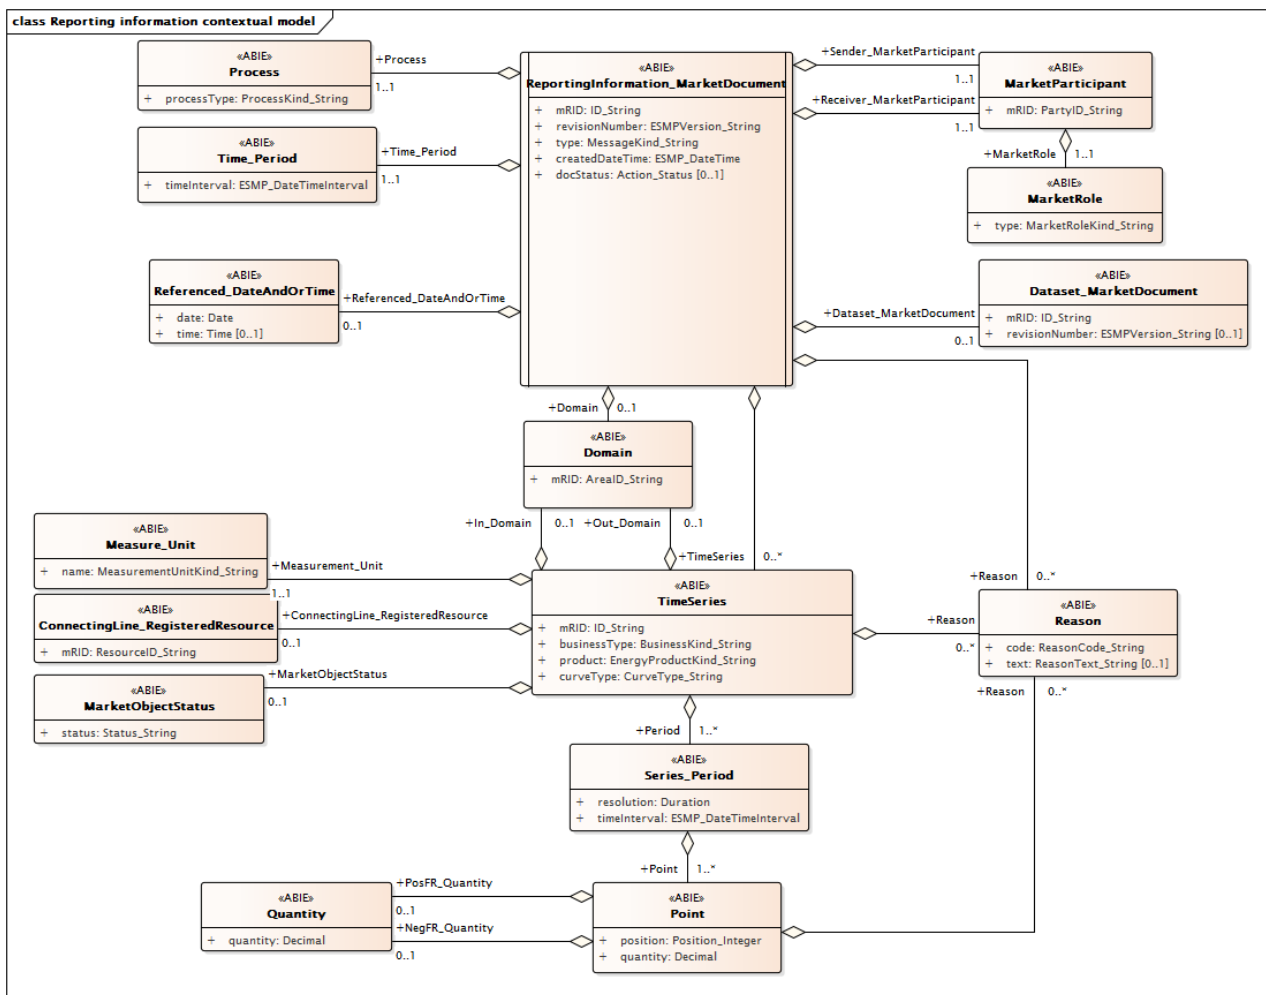 class Reporting information contextual model
«ABIE»
Process
+ processType: ProcessKind_String
+Process
1..1
«ABIE»
ReportingInformation_MarketDocument
+ mRID: ID_String
+ revisionNumber: ESMPVersion_String
+ type: MessageKind_String
+ createdDateTime: ESMP_DateTime
+ docStatus: Action_Status [0..1]
+Sender_MarketParticipant
1..1
+Receiver_MarketParticipant
1..1
«ABIE»
MarketParticipant
+ mRID: PartyID_String
+MarketRole
1..1
«ABIE»
MarketRole
+ type: MarketRoleKind_String
«ABIE»
Time_Period
+ timeInterval: ESMP_DateTimeInterval
+Time_Period
1..1
«ABIE»
Referenced_DateAndOrTime
+ date: Date
+ time: Time [0..1]
+Referenced_DateAndOrTime
0..1
+Dataset_MarketDocument
0..1
«ABIE»
Dataset_MarketDocument
+ mRID: ID_String
+ revisionNumber: ESMPVersion_String [0..1]
+Domain
0..1
«ABIE»
Domain
+ mRID: AreaID_String
+In_Domain
0..1
+Out_Domain
0..1
+TimeSeries
0..*
«ABIE»
Measure_Unit
+ name: MeasurementUnitKind_String
+Measurement_Unit
1..1
«ABIE»
ConnectingLine_RegisteredResource
+ mRID: ResourceID_String
+ConnectingLine_RegisteredResource
0..1
«ABIE»
MarketObjectStatus
+ status: Status_String
+MarketObjectStatus
0..1
«ABIE»
TimeSeries
+ mRID: ID_String
+ businessType: BusinessKind_String
+ product: EnergyProductKind_String
+ curveType: CurveType_String
+Reason
0..*
+Reason
0..*
«ABIE»
Reason
+ code: ReasonCode_String
+ text: ReasonText_String [0..1]
+Reason
0..*
+Period
1..*
«ABIE»
Series_Period
+ resolution: Duration
+ timeInterval: ESMP_DateTimeInterval
+Point
1..*
«ABIE»
Quantity
+ quantity: Decimal
+PosFR_Quantity
0..1
+NegFR_Quantity
0..1
«ABIE»
Point
+ position: Position_Integer
+ quantity: Decimal